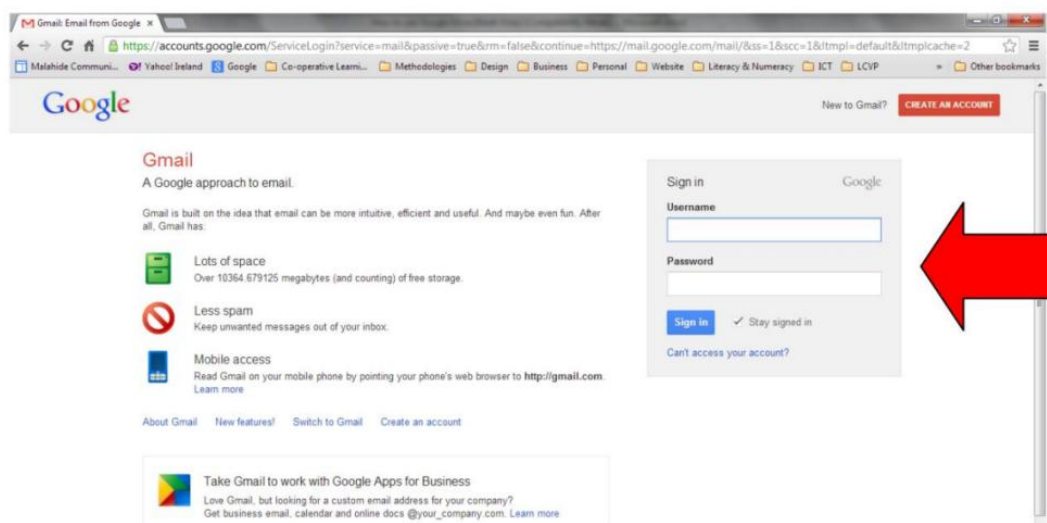 Gmail: Email from Google
https://accounts.google.com/ServiceLogin?service=mail&passive=true&rm=false&continue=https://mail.google.com/mail/&ss=1&scc=1&ltmpl=default&ltmplcache=2
Malahide Communi... Yahoo! Ireland Google Co-operative Learni... Methodologies Design Business Personal Website Literacy & Numeracy ICT LCVP » Other bookmarks
Google
New to Gmail? CREATE AN ACCOUNT
Gmail
A Google approach to email.
Gmail is built on the idea that email can be more intuitive, efficient and useful. And maybe even fun. After
all, Gmail has:
Lots of space
Over 10364.679125 megabytes (and counting) of free storage.
Less spam
Keep unwanted messages out of your inbox.
Mobile access
Read Gmail on your mobile phone by pointing your phone's web browser to http://gmail.com.
Learn more
About Gmail New features! Switch to Gmail Create an account
Take Gmail to work with Google Apps for Business
Love Gmail, but looking for a custom email address for your company?
Get business email, calendar and online docs @your_company.com. Learn more
Sign in Google
Username
Password
Sign in Stay signed in
Can't access your account?